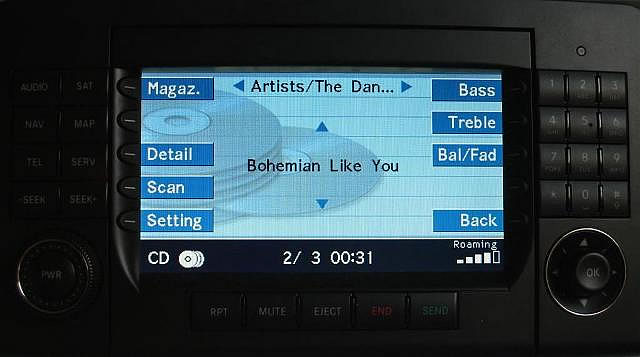 Magaz.
Artists/The Dan...
Bass
Treble
Detail
Bohemian Like You
Bal/Fad
Scan
Setting
Back
Roaming
CD 2/ 3 00:31
AUDIO SAT
NAV MAP
TEL SERV
-SEEK SEEK+
PWR
RPT MUTE EJECT END SEND
1 2 3
4 5 6
7 8 9
* 0 #
OK